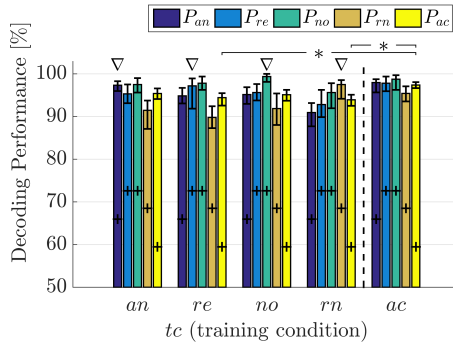 P_an P_re P_no P_rn P_ac
Decoding Performance [%]
* *
∇ ∇ ∇ ∇
100
90
80
70
60
50
an re no rn ac
tc (training condition)